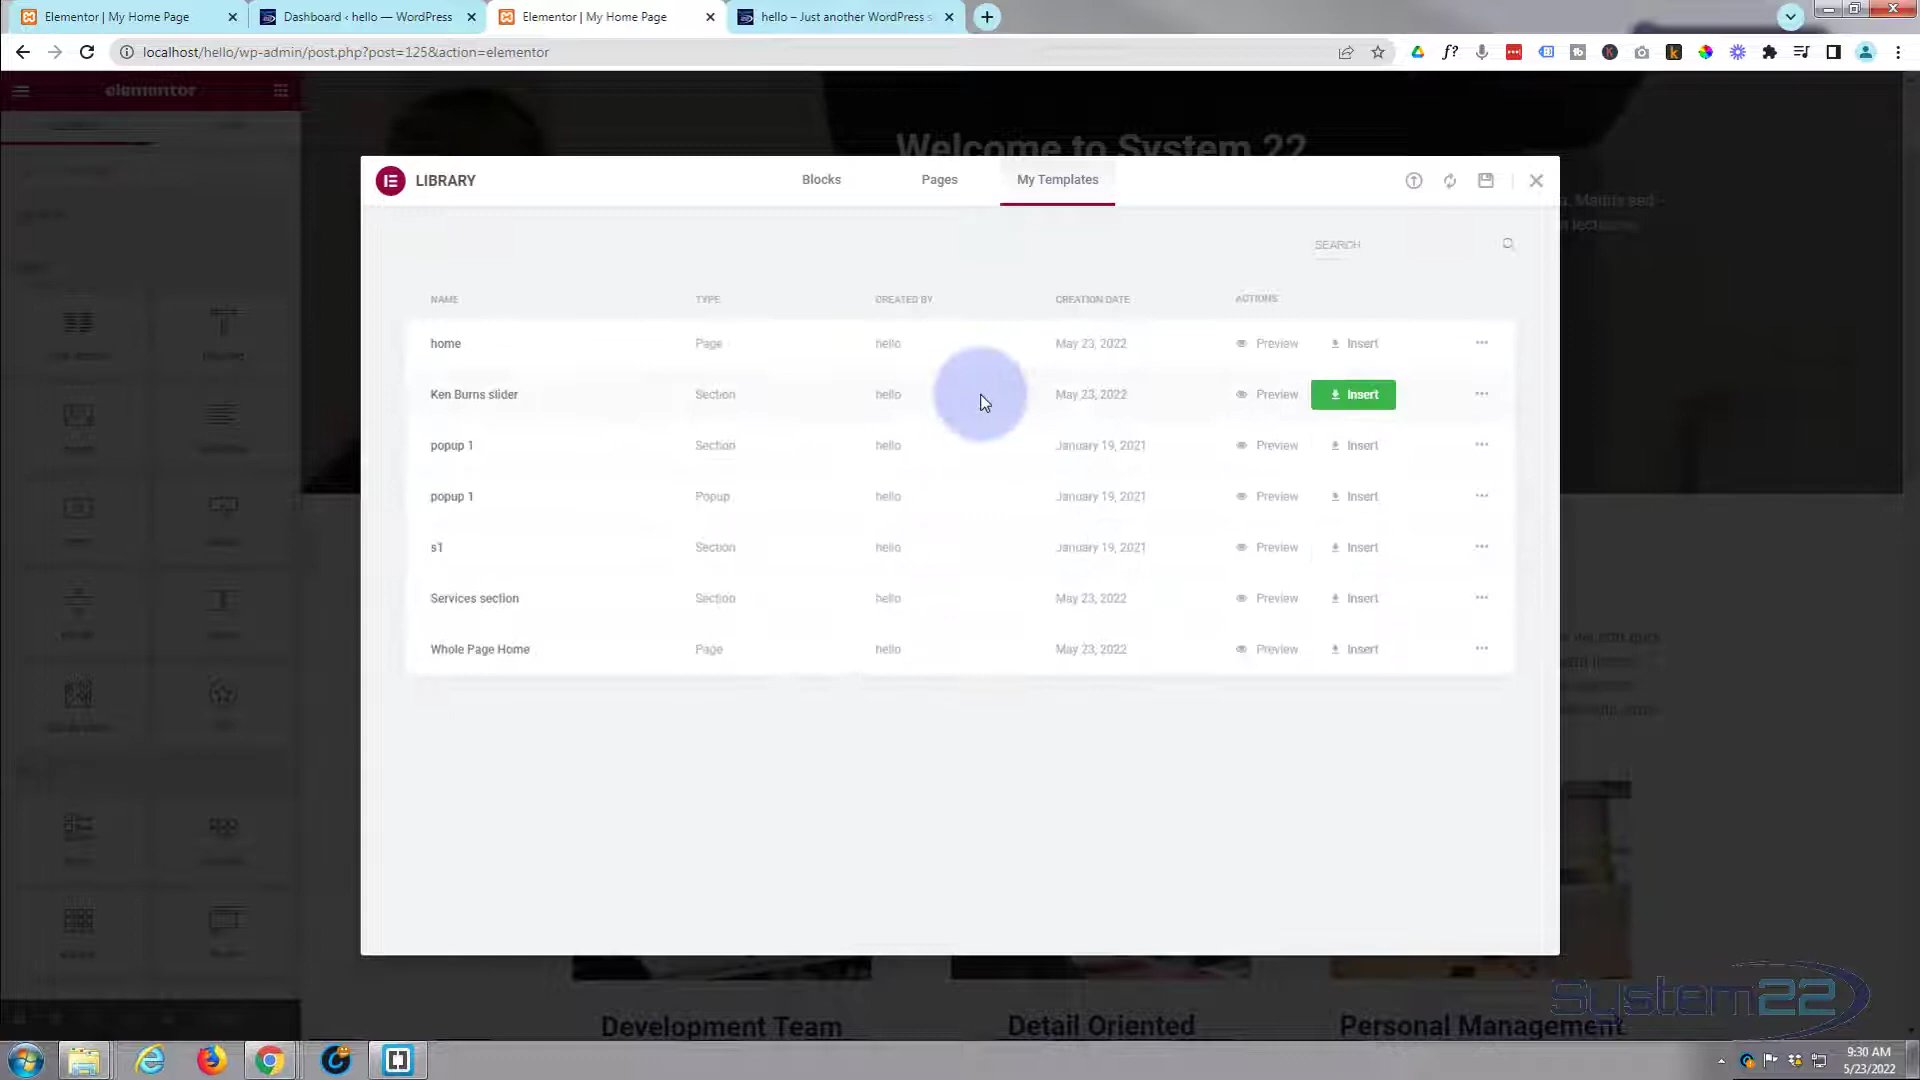 Elementor | My Home Page
Dashboard ‹ hello — WordPress
Elementor | My Home Page
hello – Just another WordPress s
localhost/hello/wp-admin/post.php?post=125&action=elementor
elementor
Welcome to System 22
LIBRARY
Blocks
Pages
My Templates
SEARCH
NAME TYPE CREATED BY CREATION DATE ACTIONS
home Page hello May 23, 2022 Preview Insert
Ken Burns slider Section hello May 23, 2022 Preview Insert
popup 1 Section hello January 19, 2021 Preview Insert
popup 1 Popup hello January 19, 2021 Preview Insert
s1 Section hello January 19, 2021 Preview Insert
Services section Section hello May 23, 2022 Preview Insert
Whole Page Home Page hello May 23, 2022 Preview Insert
Development Team
Detail Oriented
Personal Management
System22
9:30 AM
5/23/2022